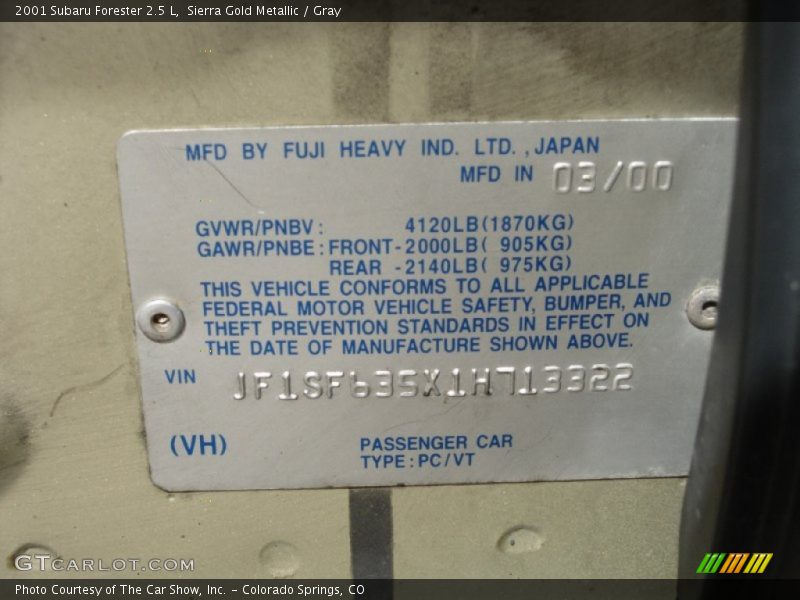 2001 Subaru Forester 2.5 L, Sierra Gold Metallic / Gray
MFD BY FUJI HEAVY IND. LTD., JAPAN
MFD IN 03/00
GVWR/PNBV: 4120LB(1870KG)
GAWR/PNBE: FRONT-2000LB( 905KG)
REAR -2140LB( 975KG)
THIS VEHICLE CONFORMS TO ALL APPLICABLE
FEDERAL MOTOR VEHICLE SAFETY, BUMPER, AND
THEFT PREVENTION STANDARDS IN EFFECT ON
THE DATE OF MANUFACTURE SHOWN ABOVE.
VIN JF1SF635X1H713322
(VH) PASSENGER CAR
TYPE:PC/VT
GTCARLOT.COM
Photo Courtesy of The Car Show, Inc. - Colorado Springs, CO